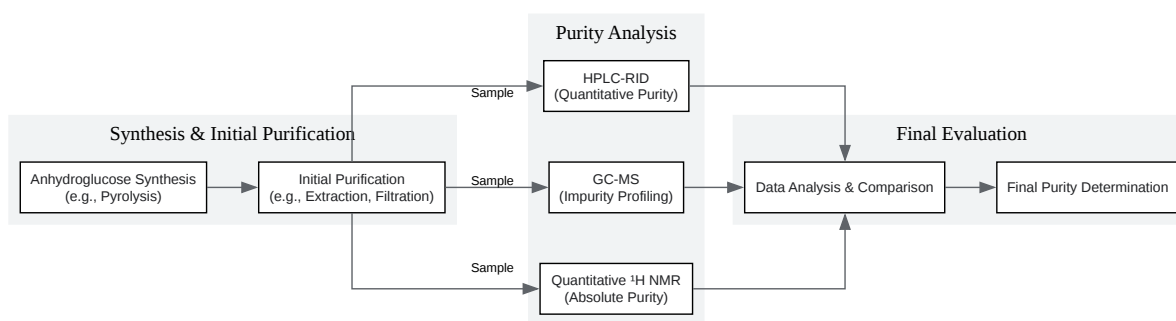 Purity Analysis
HPLC-RID
(Quantitative Purity)
Sample
Synthesis & Initial Purification
Final Evaluation
Anhydroglucose Synthesis
(e.g., Pyrolysis)
Initial Purification
(e.g., Extraction, Filtration)
Sample
GC-MS
(Impurity Profiling)
Data Analysis & Comparison
Final Purity Determination
Sample
Quantitative ¹H NMR
(Absolute Purity)